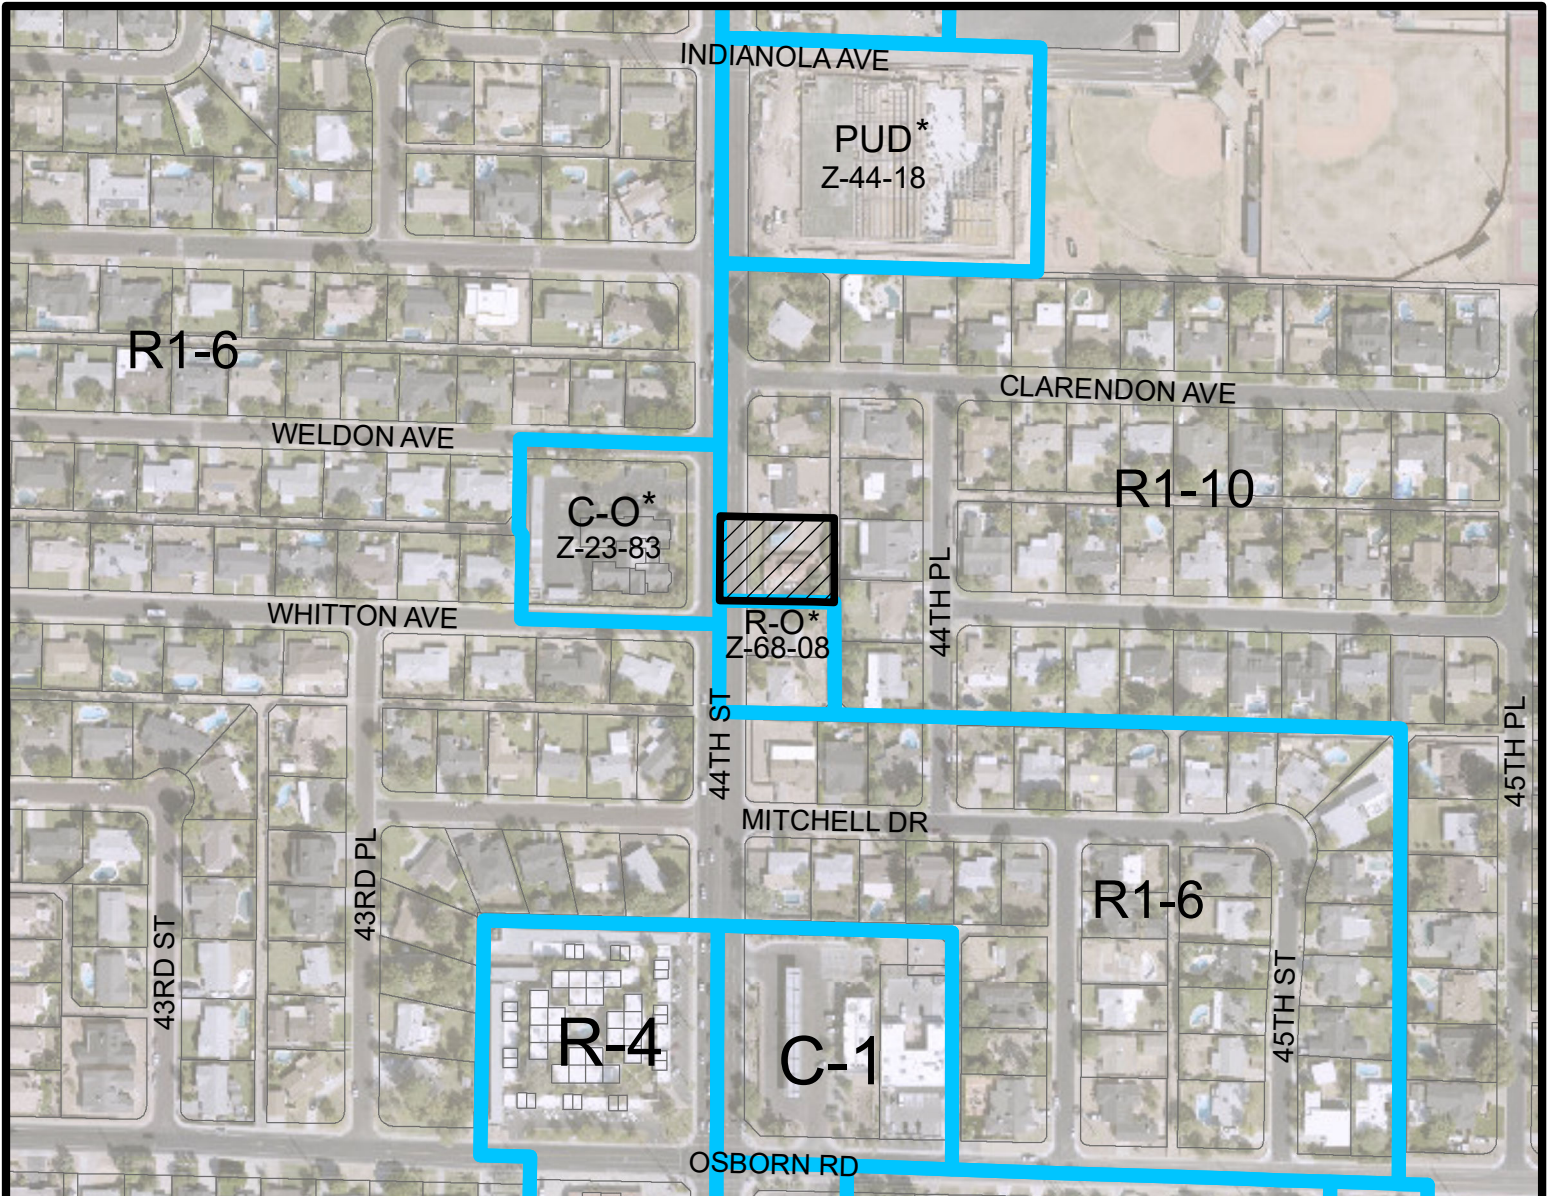 INDIANOLA AVE
PUD*
Z-44-18
R1-6
CLARENDON AVE
WELDON AVE
R1-10
C-O*
Z-23-83
WHITTON AVE
44TH PL
R-O*
Z-68-08
44TH ST
45TH PL
MITCHELL DR
43RD PL
R1-6
43RD ST
45TH ST
R-4
C-1
OSBORN RD